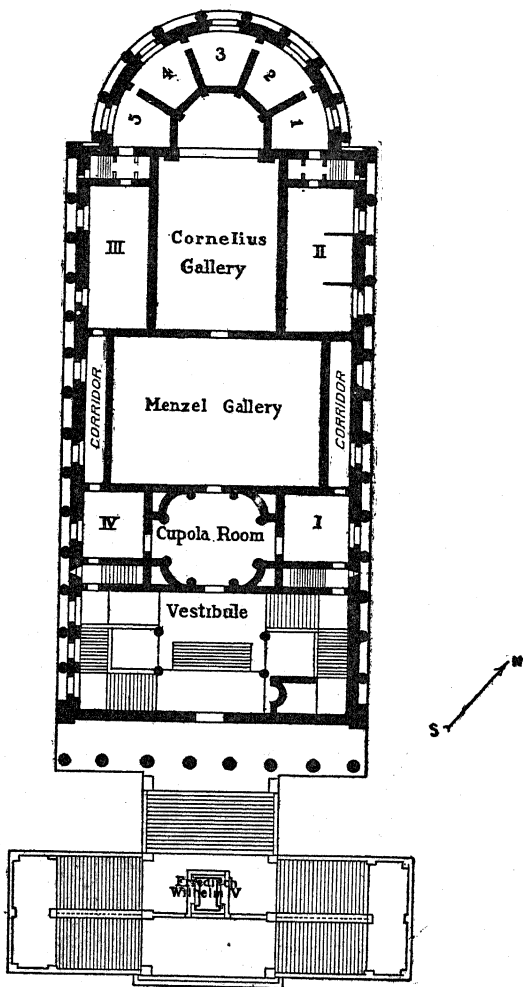 3
4
2
5
1
III
Cornelius
Gallery
II
CORRIDOR
Menzel Gallery
CORRIDOR
IV
Cupola Room
I
Vestibule
N
S
Friedrich
Wilhelm V